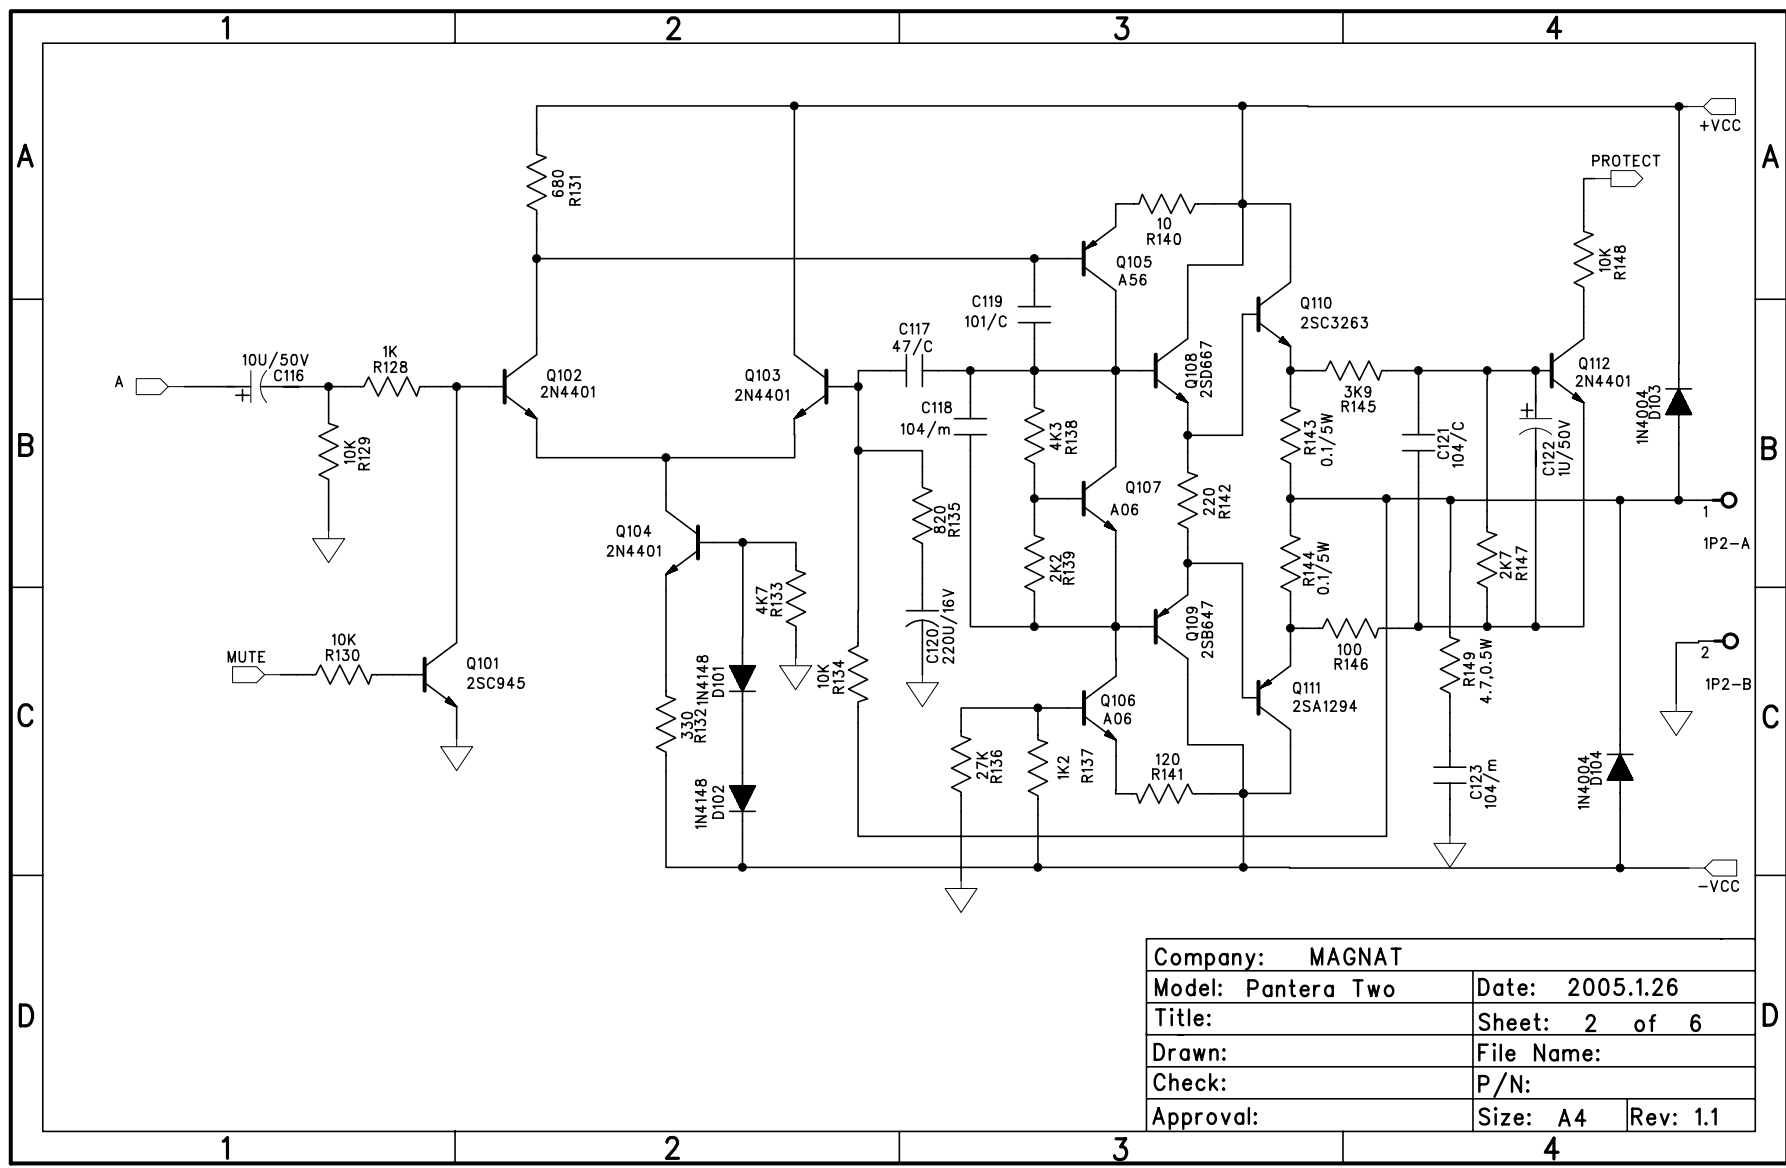 1 2 3 4
A
A
B
B
C
C
D
D
1 2 3 4
+VCC
PROTECT
680
R131
10
R140
Q105
A56
10K
R148
C119
101/C
C117
47/C
Q110
2SC3263
10U/50V
C116
A
1K
R128
Q102
2N4401
Q103
2N4401
Q108
2SD667
3K9
R145
Q112
2N4401
1N4004
D103
C118
104/m
10K
R129
4K3
R138
R143
0.1/5W
C121
104/C
C122
1U/50V
+
+
Q107
A06
220
R142
820
R135
Q104
2N4401
1
1P2-A
2K2
R139
R144
0.1/5W
2K7
R147
4K7
R133
C120
220U/16V
Q109
2SB647
100
R146
MUTE
10K
R130
Q101
2SC945
1N4148
D101
10K
R134
R149
4.7,0.5W
2
1P2-B
Q106
A06
Q111
2SA1294
330
R132
27K
R136
1K2
R137
120
R141
1N4148
D102
C123
104/m
1N4004
D104
-VCC
Company: MAGNAT
Model: Pantera Two
Date: 2005.1.26
Title:
Sheet: 2 of 6
Drawn:
File Name:
Check:
P/N:
Approval:
Size: A4
Rev: 1.1